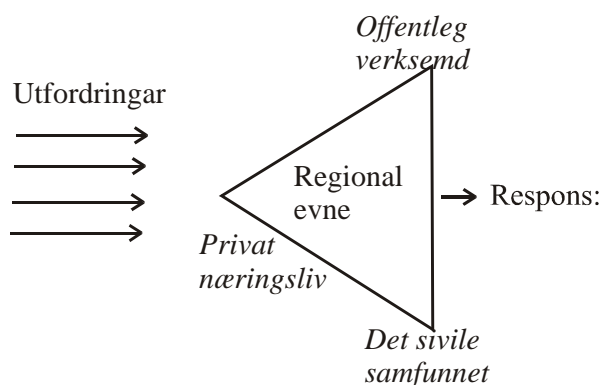 Offentleg
verksemd
Utfordringar
Regional
evne
Respons:
Privat
næringsliv
Det sivile
samfunnet